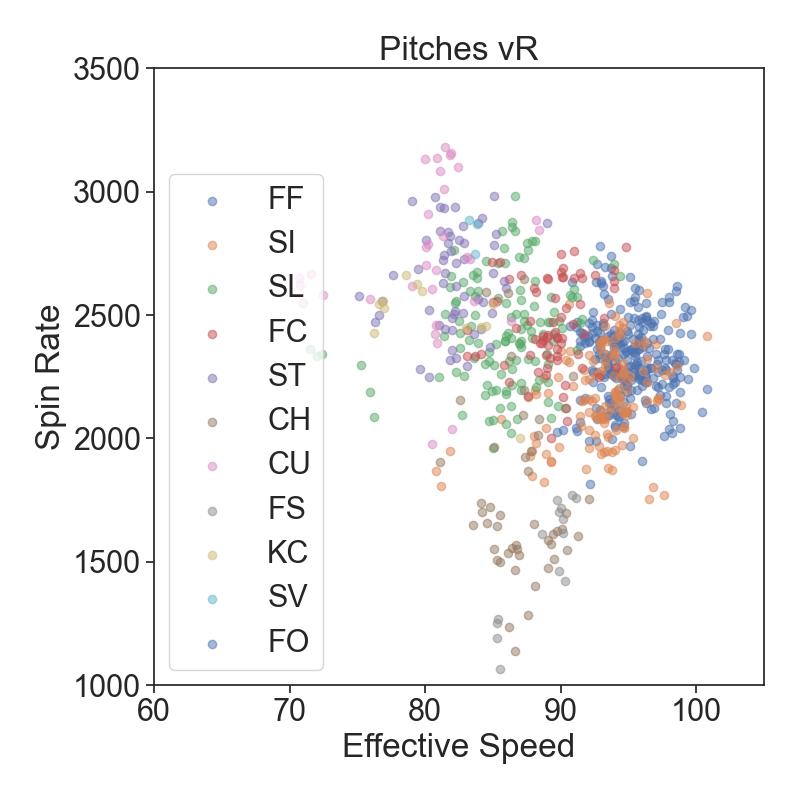 Pitches vR
3500
3000
2500
2000
1500
1000
Spin Rate
FF
SI
SL
FC
ST
CH
CU
FS
KC
SV
FO
60
70
80
90
100
Effective Speed